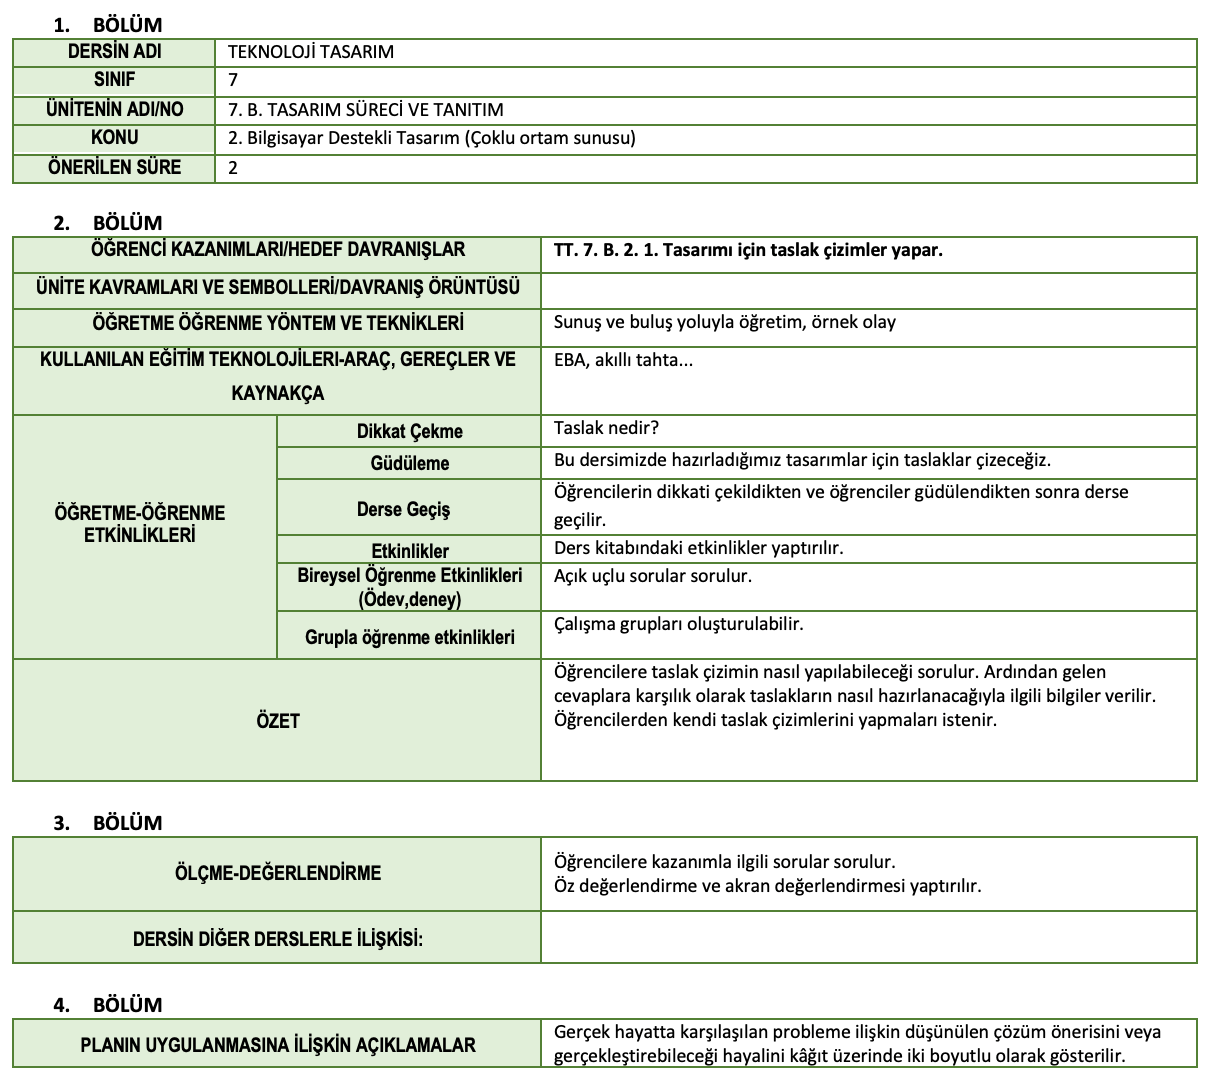 1. BÖLÜM
DERSİN ADI TEKNOLOJİ TASARIM
SINIF 7
ÜNİTENİN ADI/NO 7. B. TASARIM SÜRECİ VE TANITIM
KONU 2. Bilgisayar Destekli Tasarım (Çoklu ortam sunusu)
ÖNERİLEN SÜRE 2
2. BÖLÜM
ÖĞRENCİ KAZANIMLARI/HEDEF DAVRANIŞLAR TT. 7. B. 2. 1. Tasarımı için taslak çizimler yapar.
ÜNİTE KAVRAMLARI VE SEMBOLLERİ/DAVRANIŞ ÖRÜNTÜSÜ
ÖĞRETME ÖĞRENME YÖNTEM VE TEKNİKLERİ Sunuş ve buluş yoluyla öğretim, örnek olay
KULLANILAN EĞİTİM TEKNOLOJİLERI-ARAÇ, GEREÇLER VE
KAYNAKÇA
EBA, akıllı tahta...
ÖĞRETME-ÖĞRENME
ETKİNLİKLERİ
Dikkat Çekme Taslak nedir?
Güdüleme Bu dersimizde hazırladığımız tasarımlar için taslaklar çizeceğiz.
Derse Geçiş
Öğrencilerin dikkati çekildikten ve öğrenciler güdülendikten sonra derse
geçilir.
Etkinlikler Ders kitabındaki etkinlikler yaptırılır.
Bireysel Öğrenme Etkinlikleri
(Ödev,deney)
Açık uçlu sorular sorulur.
Grupla öğrenme etkinlikleri Çalışma grupları oluşturulabilir.
ÖZET
Öğrencilere taslak çizimin nasıl yapılabileceği sorulur. Ardından gelen
cevaplara karşılık olarak taslakların nasıl hazırlanacağıyla ilgili bilgiler verilir.
Öğrencilerden kendi taslak çizimlerini yapmaları istenir.
3. BÖLÜM
ÖLÇME-DEĞERLENDİRME
Öğrencilere kazanımla ilgili sorular sorulur.
Öz değerlendirme ve akran değerlendirmesi yaptırılır.
DERSİN DİĞER DERSLERLE İLİŞKİSİ:
4. BÖLÜM
PLANIN UYGULANMASINA İLİŞKİN AÇIKLAMALAR
Gerçek hayatta karşılaşılan probleme ilişkin düşünülen çözüm önerisini veya
gerçekleştirebileceği hayalini kâğıt üzerinde iki boyutlu olarak gösterilir.